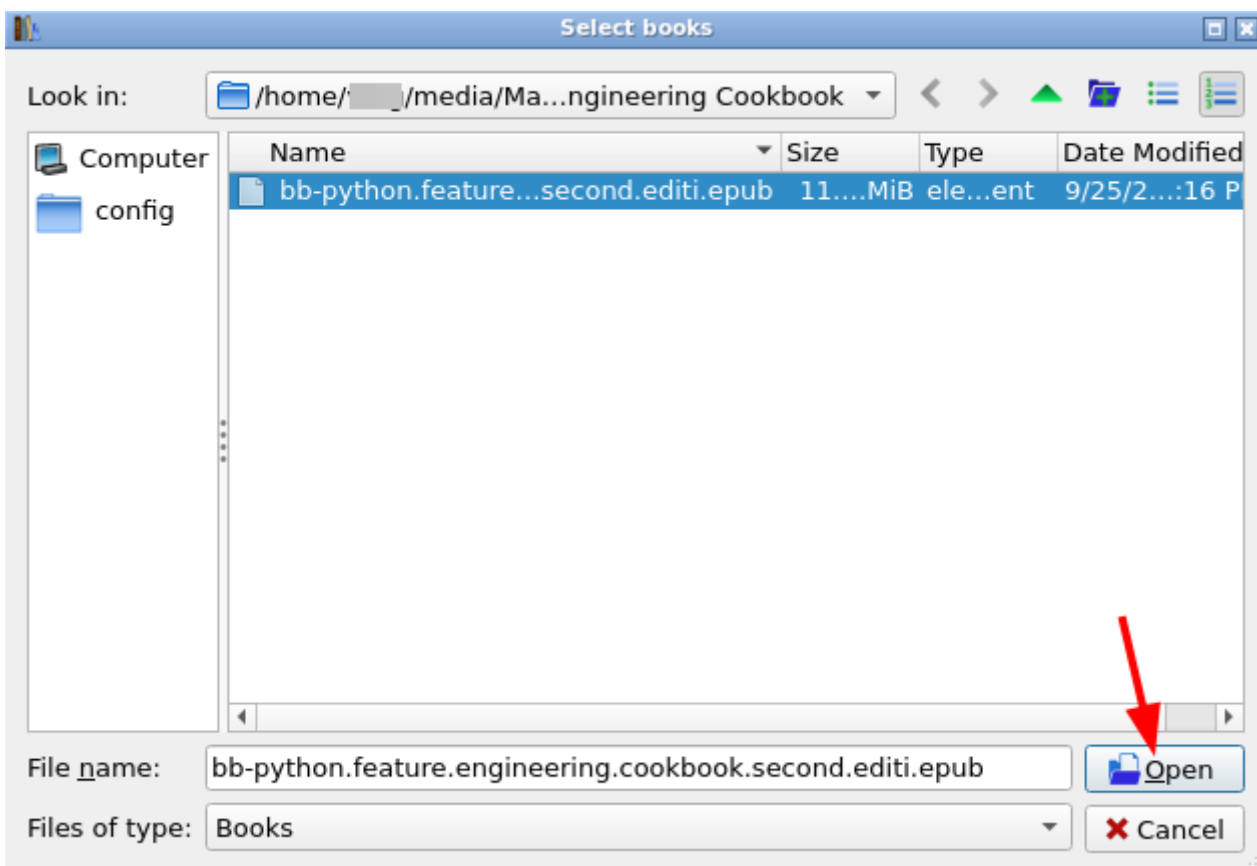 Select books
Look in: /home/ /media/Ma...ngineering Cookbook
Computer
config
Name Size Type Date Modified
bb-python.feature...second.editi.epub 11....MiB ele...ent 9/25/2...:16 P
File name: bb-python.feature.engineering.cookbook.second.editi.epub Open
Files of type: Books Cancel